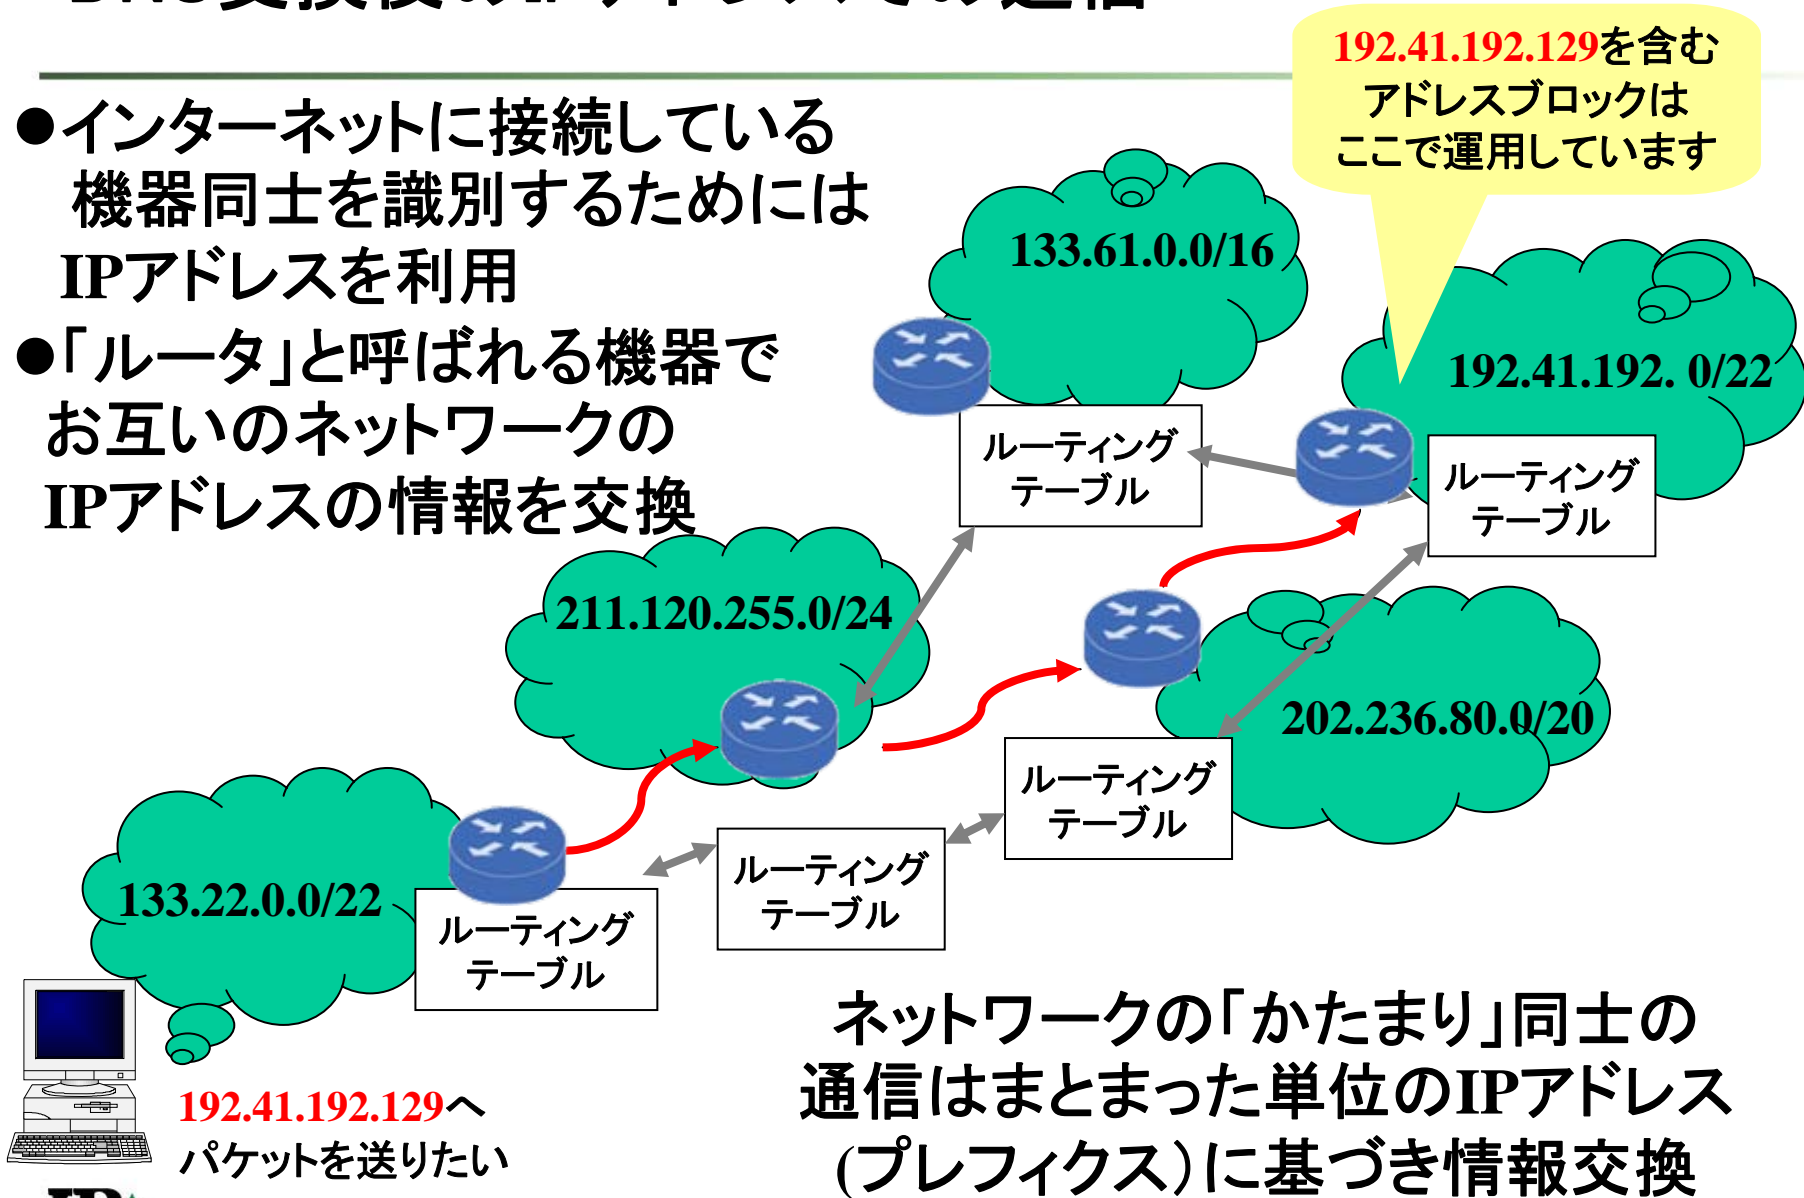 ●インターネットに接続している
機器同士を識別するためには
IPアドレスを利用
●「ルータ」と呼ばれる機器で
お互いのネットワークの
IPアドレスの情報を交換
192.41.192.129を含む
アドレスブロックは
ここで運用しています
133.61.0.0/16
192.41.192. 0/22
ルーティング
テーブル
ルーティング
テーブル
211.120.255.0/24
202.236.80.0/20
ルーティング
テーブル
ルーティング
テーブル
133.22.0.0/22
ルーティング
テーブル
192.41.192.129へ
パケットを送りたい
ネットワークの「かたまり」同士の
通信はまとまった単位のIPアドレス
(プレフィクス)に基づき情報交換